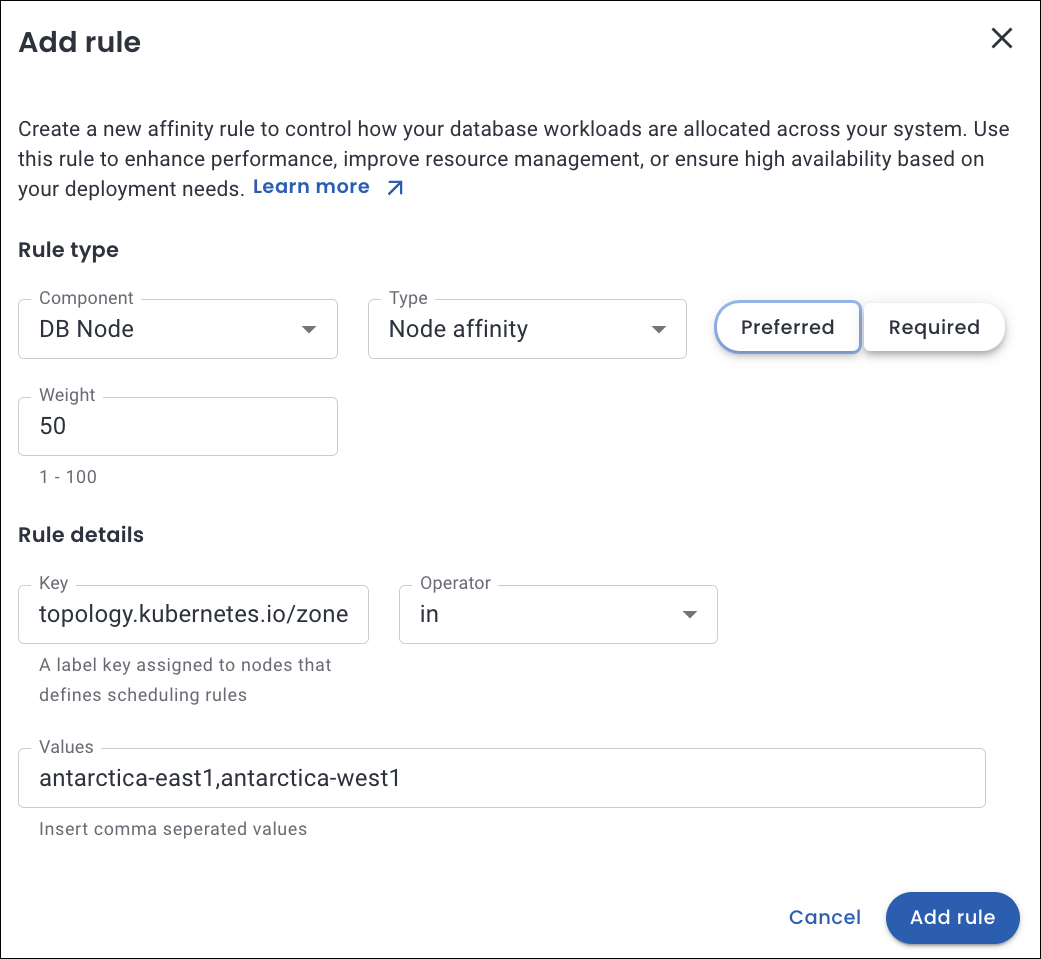 Add rule
Create a new affinity rule to control how your database workloads are allocated across your system. Use
this rule to enhance performance, improve resource management, or ensure high availability based on
your deployment needs. Learn more
Rule type
Component
DB Node
Type
Node affinity
Preferred
Required
Weight
50
1 - 100
Rule details
Key
topology.kubernetes.io/zone
A label key assigned to nodes that
defines scheduling rules
Operator
in
Values
antarctica-east1,antarctica-west1
Insert comma seperated values
Cancel
Add rule